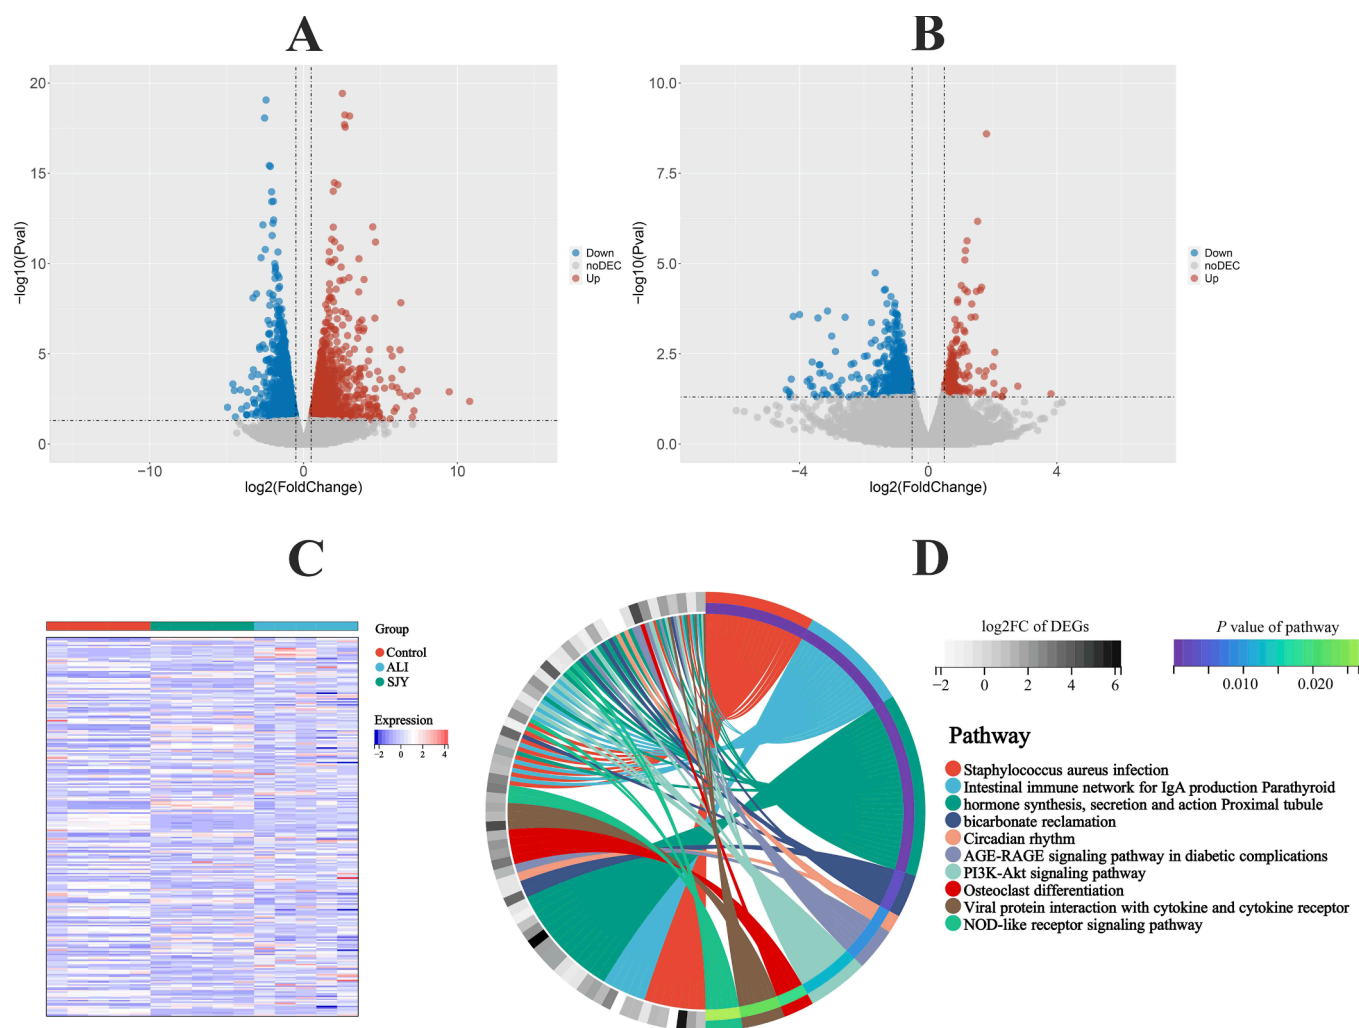 A
B
20
15
10
5
0
−log10(Pval)
−10
0
10
log2(FoldChange)
Down
noDEC
Up
10.0
7.5
5.0
2.5
0.0
−log10(Pval)
−4
0
4
log2(FoldChange)
Down
noDEC
Up
C
D
Group
Control
ALI
SJY
Expression
−2 0 2 4
log2FC of DEGs
−2 0 2 4 6
P value of pathway
0.010 0.020
Pathway
Staphylococcus aureus infection
Intestinal immune network for IgA production Parathyroid
hormone synthesis, secretion and action Proximal tubule
bicarbonate reclamation
Circadian rhythm
AGE-RAGE signaling pathway in diabetic complications
PI3K-Akt signaling pathway
Osteoclast differentiation
Viral protein interaction with cytokine and cytokine receptor
NOD-like receptor signaling pathway